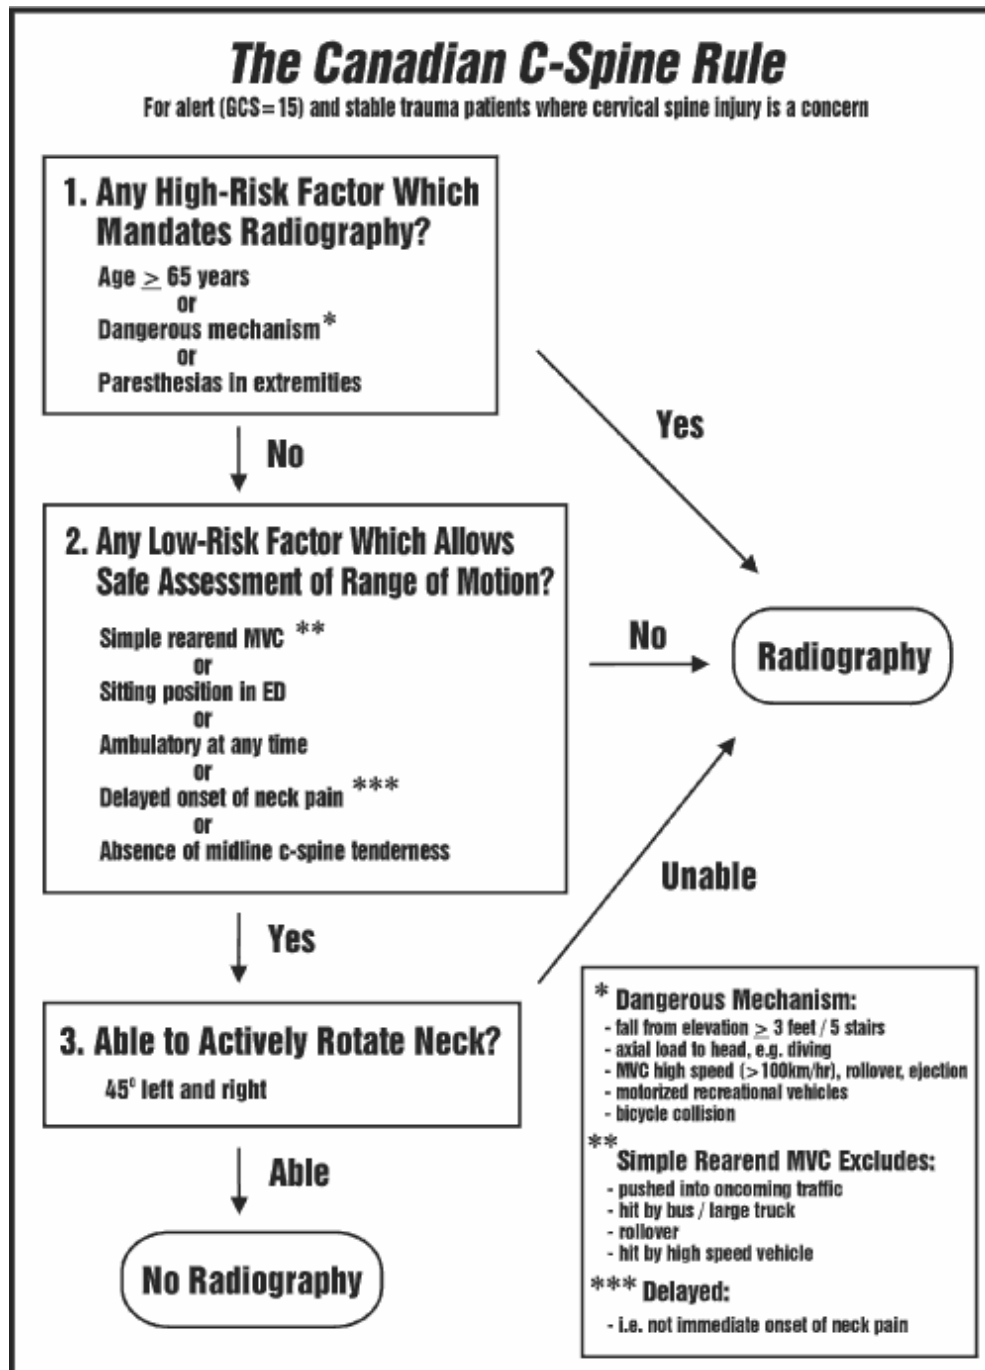 The Canadian C-Spine Rule
For alert (GCS=15) and stable trauma patients where cervical spine injury is a concern
1. Any High-Risk Factor Which
Mandates Radiography?
Age ≥ 65 years
or
Dangerous mechanism*
or
Paresthesias in extremities
Yes
No
2. Any Low-Risk Factor Which Allows
Safe Assessment of Range of Motion?
Simple rearend MVC **
or
Sitting position in ED
or
Ambulatory at any time
or
Delayed onset of neck pain ***
or
Absence of midline c-spine tenderness
No
Radiography
Yes
Unable
3. Able to Actively Rotate Neck?
45° left and right
Able
No Radiography
* Dangerous Mechanism:
- fall from elevation ≥ 3 feet / 5 stairs
- axial load to head, e.g. diving
- MVC high speed (>100km/hr), rollover, ejection
- motorized recreational vehicles
- bicycle collision
** Simple Rearend MVC Excludes:
- pushed into oncoming traffic
- hit by bus / large truck
- rollover
- hit by high speed vehicle
*** Delayed:
- i.e. not immediate onset of neck pain